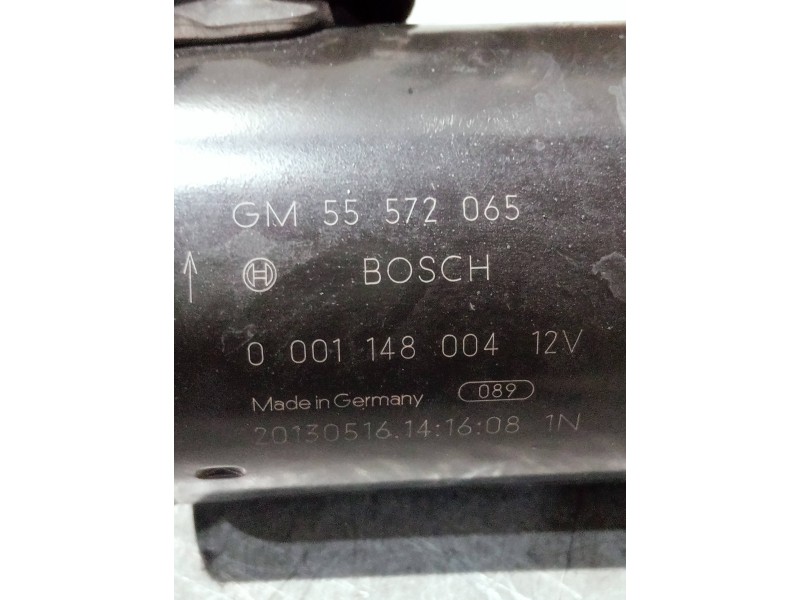 GM 55 572 065
BOSCH
0 001 148 004 12V
Made in Germany 089
20130516.14:16:08 1N